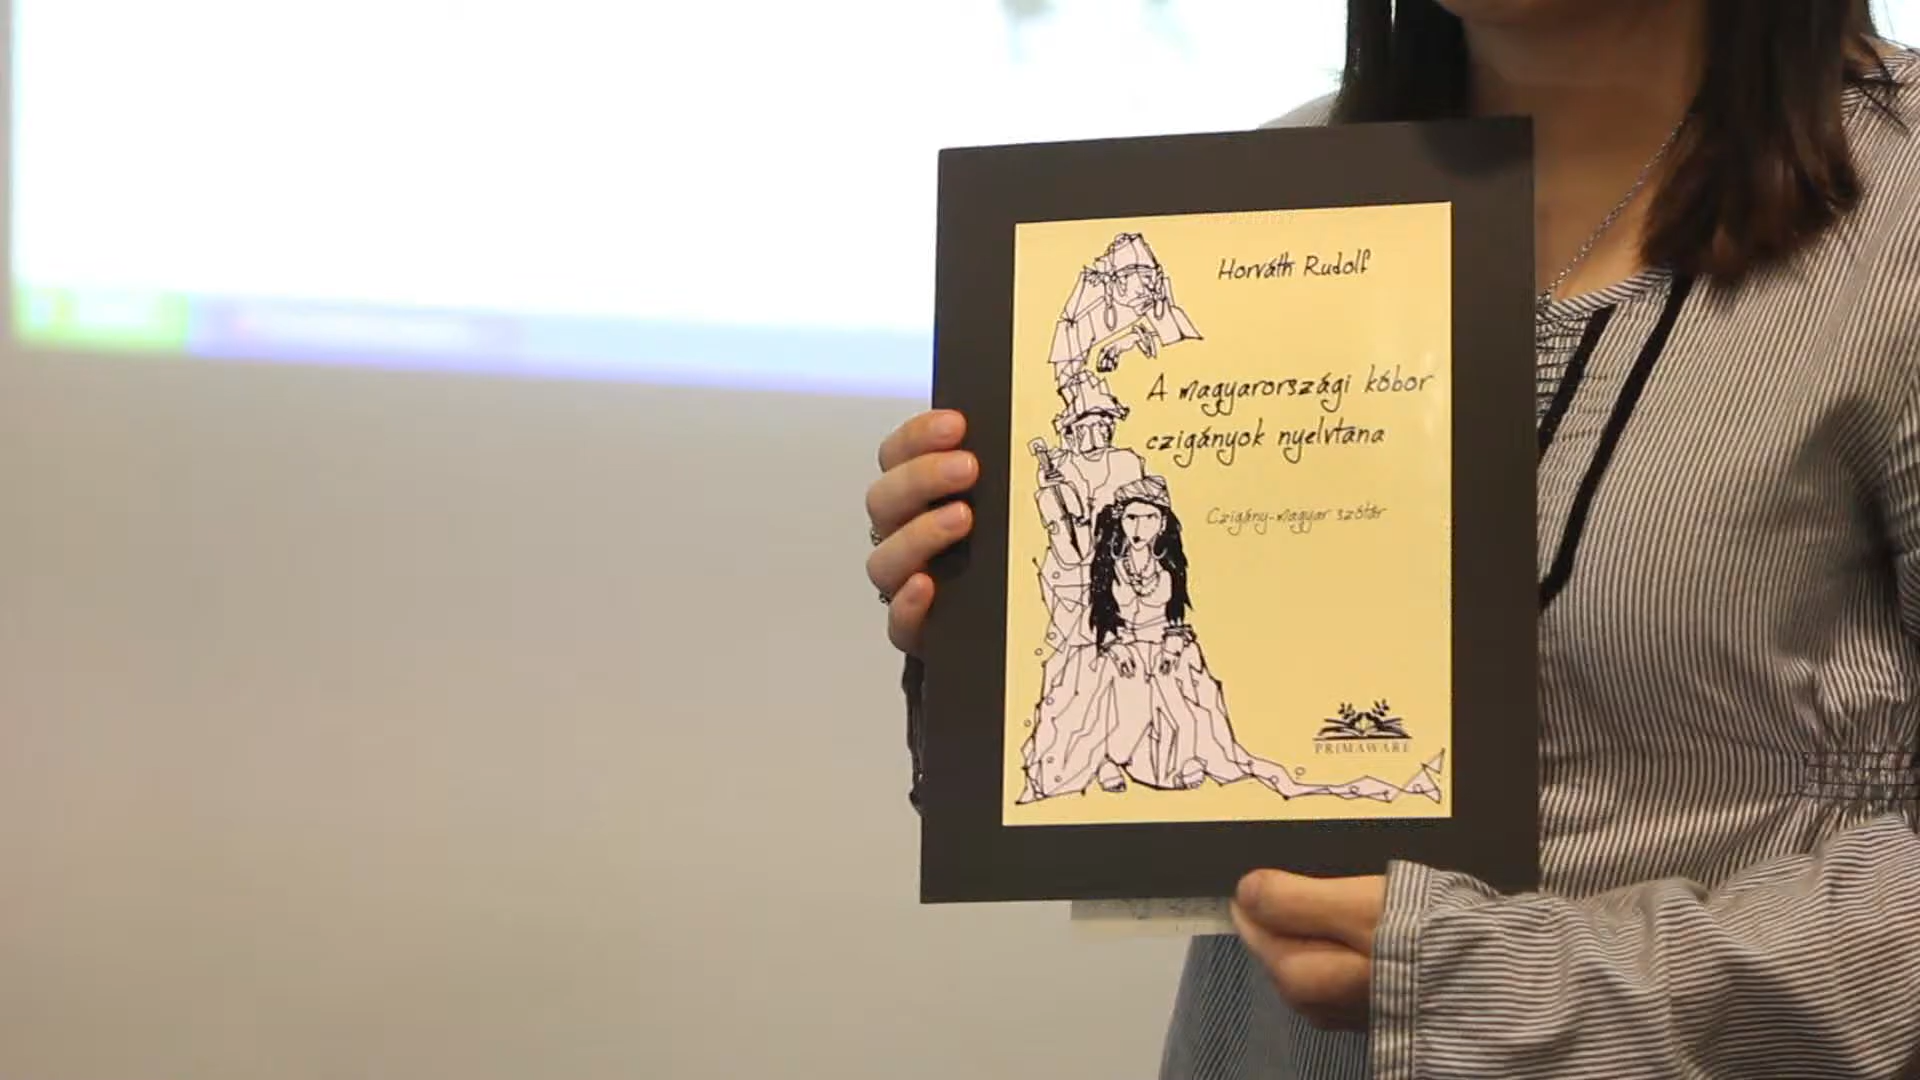 Horváth Rudolf
A magyarországi kóbor
czigányok nyelvtana
Czigány-magyar szótár
PRIMAWARE